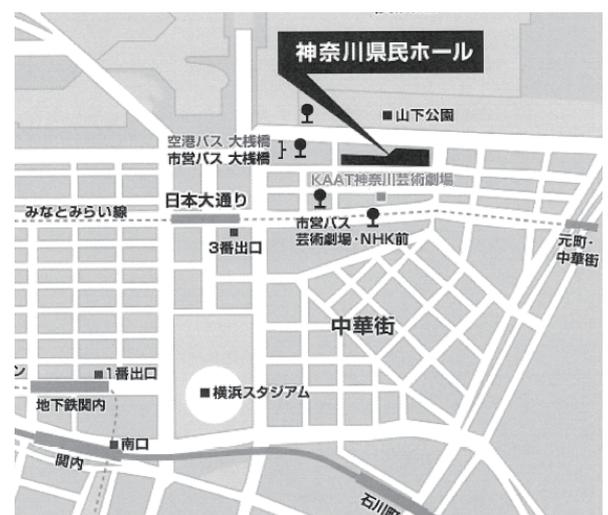 神奈川県民ホール
■山下公園
空港バス 大桟橋
市営バス 大桟橋
KAAT神奈川芸術劇場
日本大通り
みなとみらい線
市営バス
芸術劇場・NHK前
3番出口
元町・
中華街
中華街
ン
■1番出口
■横浜スタジアム
地下鉄関内
■南口
関内
石川町